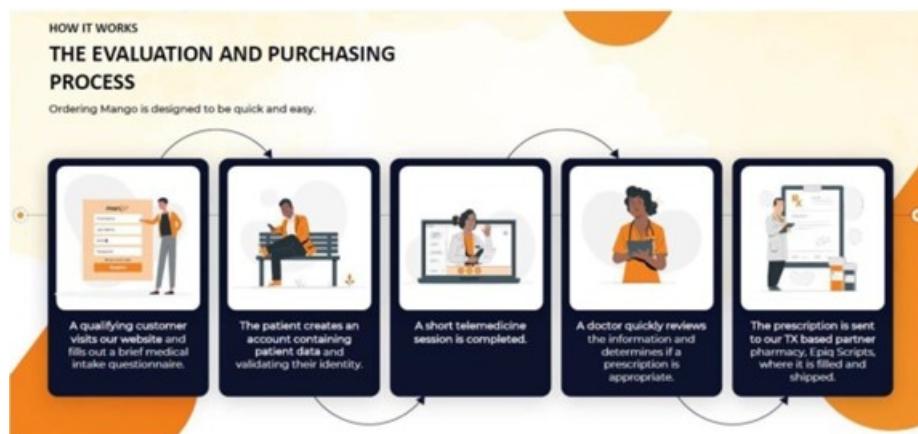 HOW IT WORKS
THE EVALUATION AND PURCHASING
PROCESS
Ordering Mango is designed to be quick and easy.
A qualifying customer
visits our website and
fills out a brief medical
intake questionnaire.
The patient creates an
account containing
patient data and
validating their identity.
A short telemedicine
session is completed.
A doctor quickly reviews
the information and
determines if a
prescription is
appropriate.
The prescription is sent
to our TX based partner
pharmacy, Epiq Scripts,
where it is filled and
shipped.